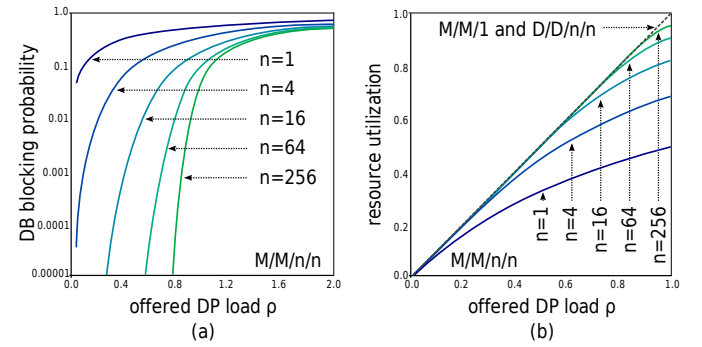 DB blocking probability
1.0
0.1
0.01
0.001
0.0001
0.00001
n=1
n=4
n=16
n=64
n=256
M/M/n/n
0.0 0.4 0.8 1.2 1.6 2.0
offered DP load ρ
(a)
resource utilization
1.0
0.8
0.6
0.4
0.2
0.0
M/M/1 and D/D/n/n
n=1
n=4
n=16
n=64
n=256
M/M/n/n
0.0 0.2 0.4 0.6 0.8 1.0
offered DP load ρ
(b)